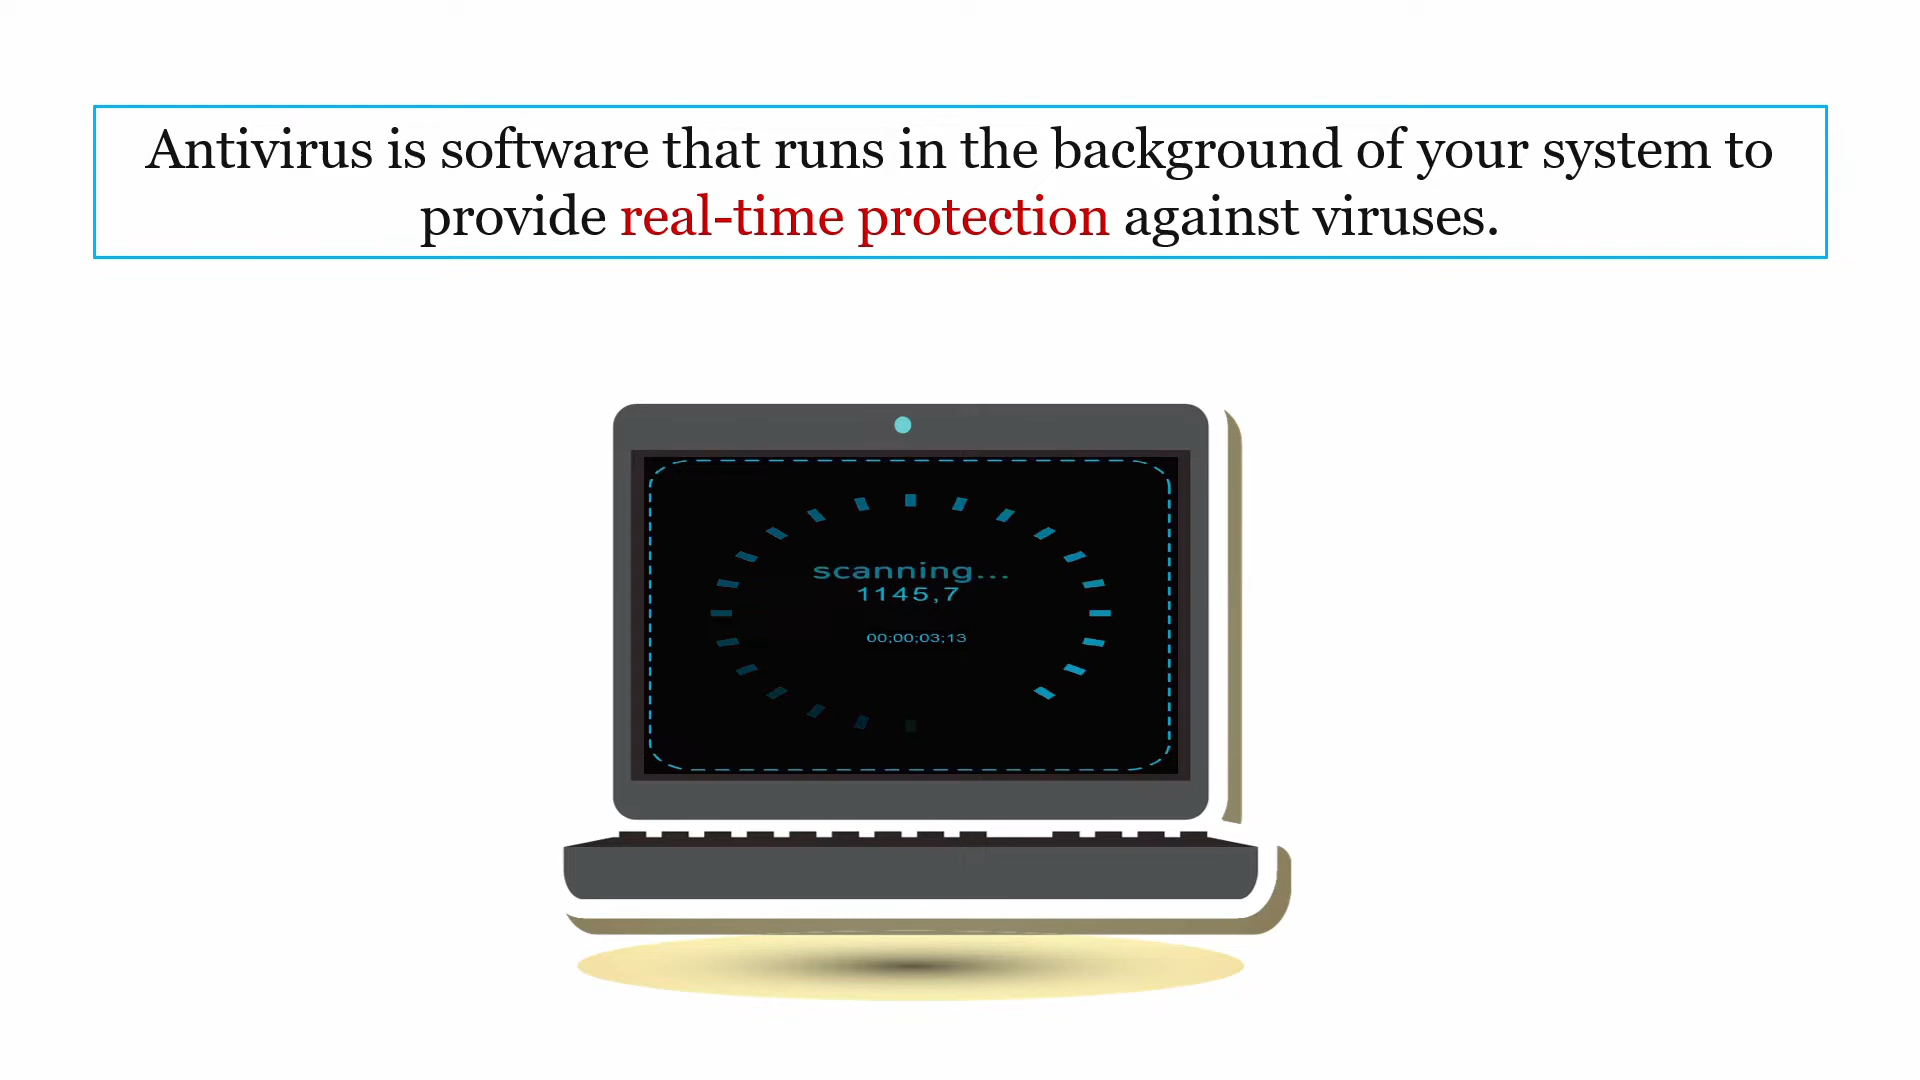 Antivirus is software that runs in the background of your system to
provide real-time protection against viruses.
scanning...
1145,7
00;00;03;13